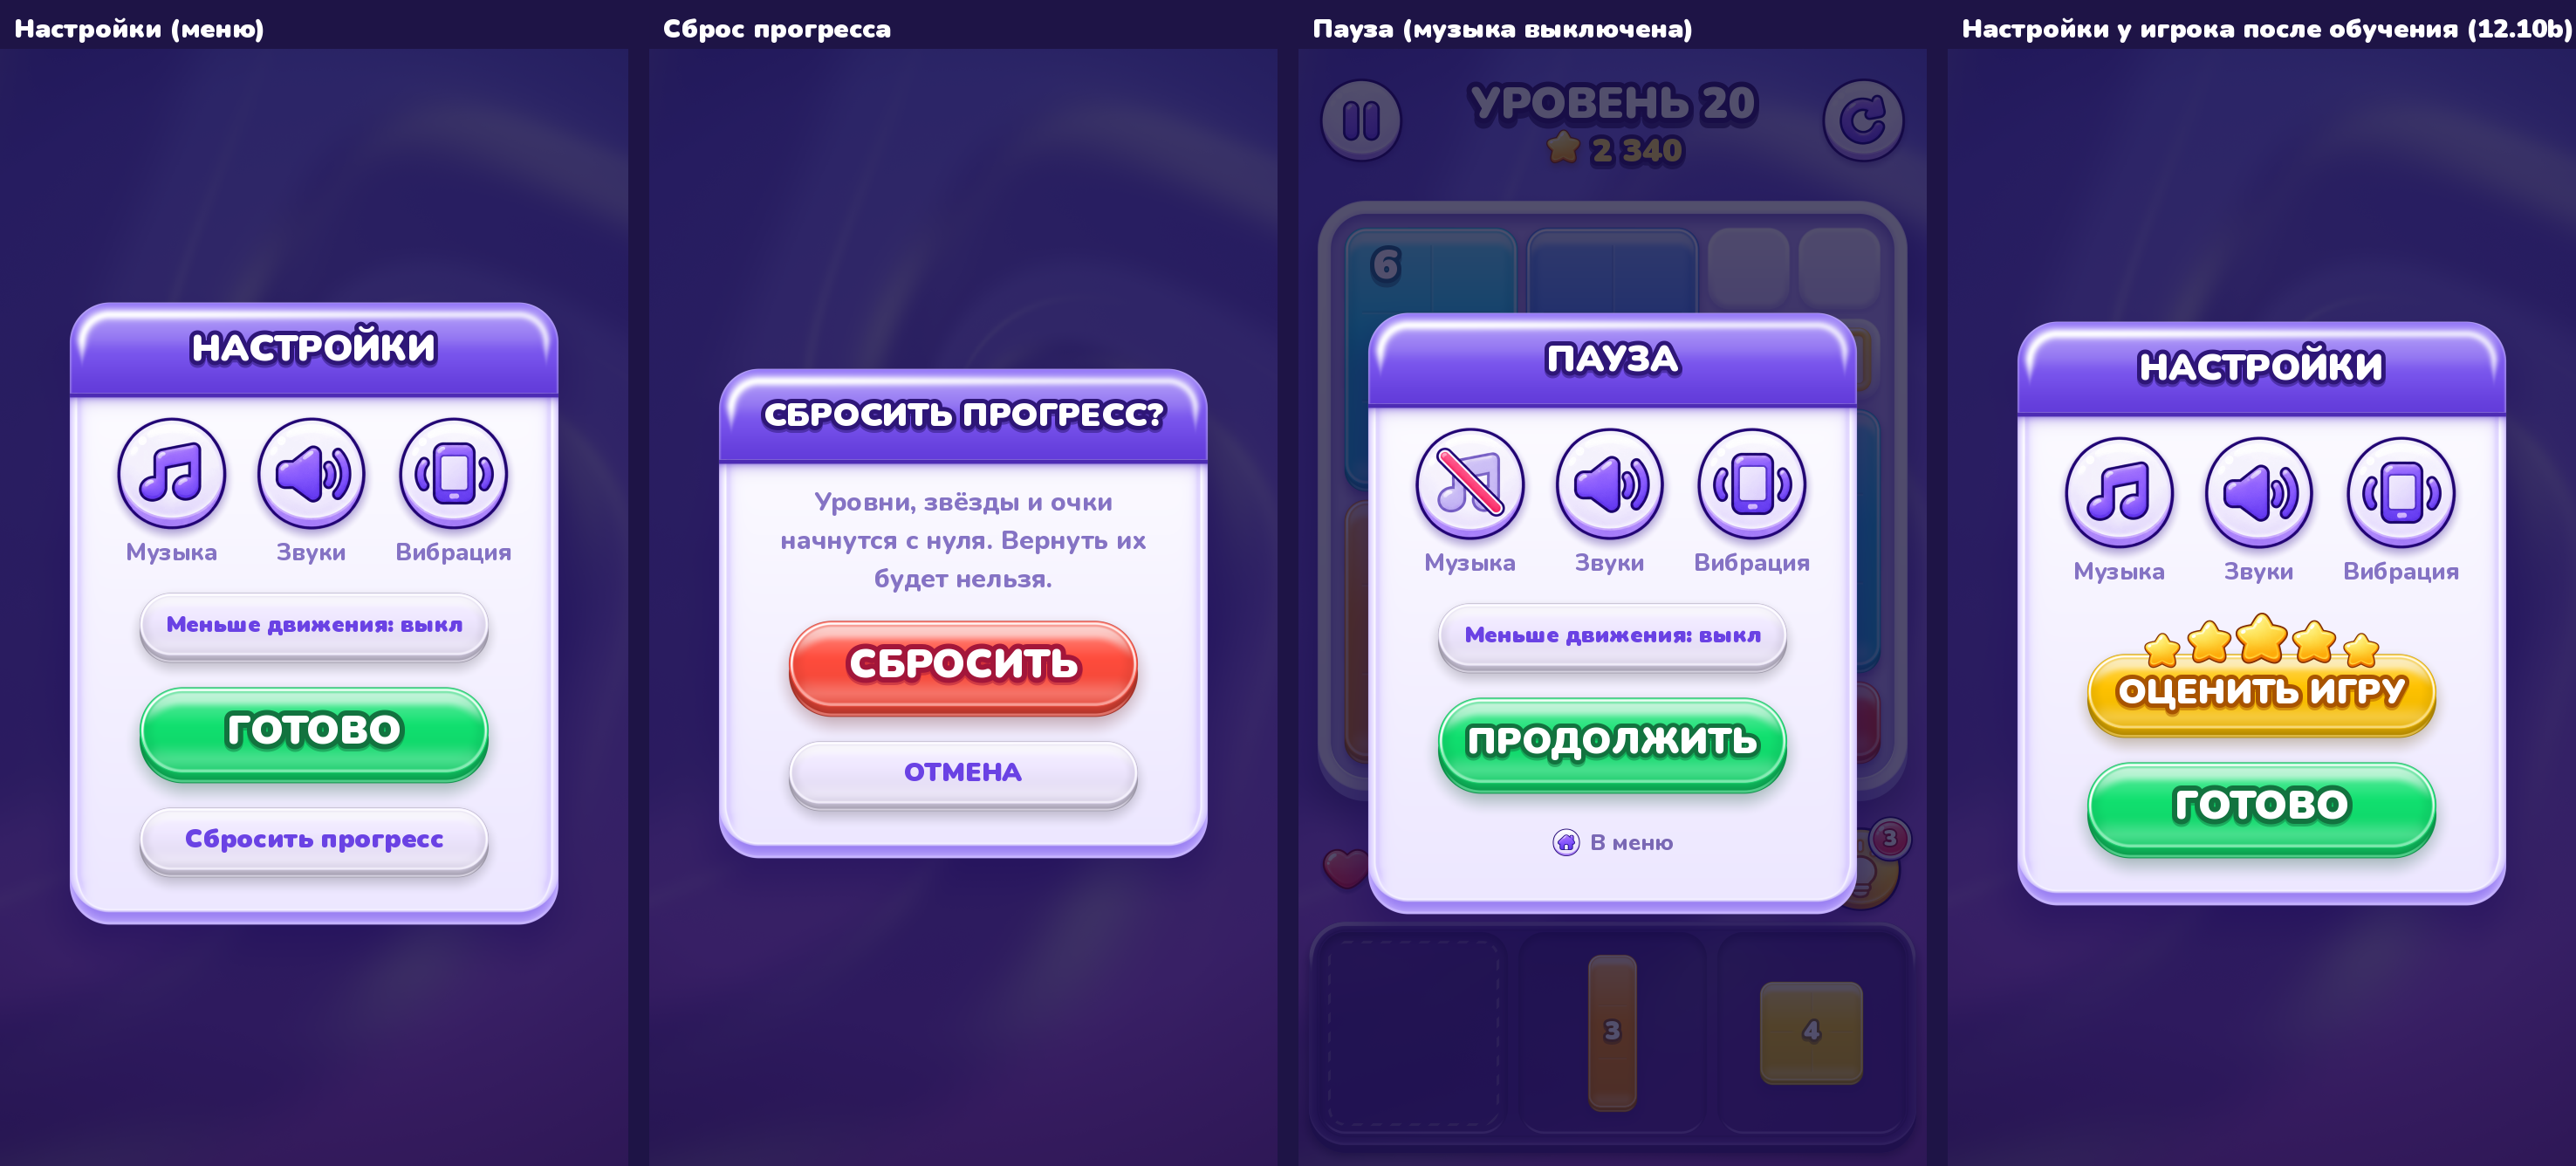 Настройки (меню)
НАСТРОЙКИ
Музыка
Звуки
Вибрация
Меньше движения: выкл
ГОТОВО
Сбросить прогресс
Сброс прогресса
СБРОСИТЬ ПРОГРЕСС?
Уровни, звёзды и очки
начнутся с нуля. Вернуть их
будет нельзя.
СБРОСИТЬ
ОТМЕНА
Пауза (музыка выключена)
УРОВЕНЬ 20
2 340
6
ПАУЗА
Музыка
Звуки
Вибрация
Меньше движения: выкл
ПРОДОЛЖИТЬ
В меню
3
3
4
Настройки у игрока после обучения (12.10b)
НАСТРОЙКИ
Музыка
Звуки
Вибрация
ОЦЕНИТЬ ИГРУ
ГОТОВО